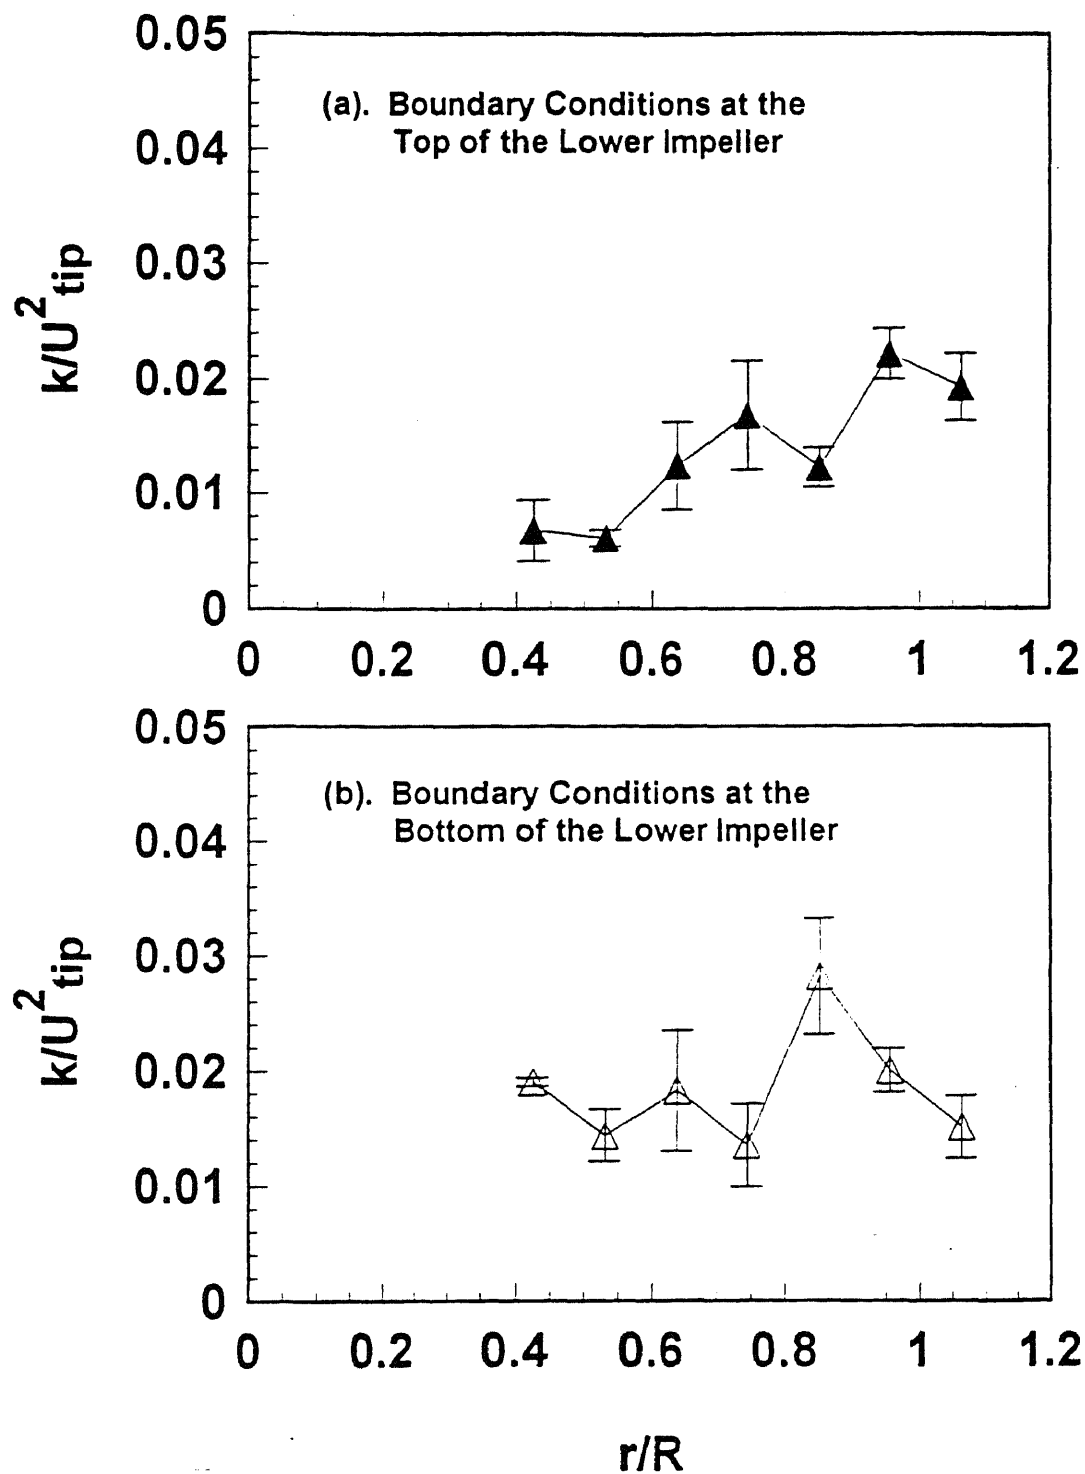 0.05
(a). Boundary Conditions at the
Top of the Lower Impeller
0.04
0.03
k/U²tip
0.02
0.01
0
0 0.2 0.4 0.6 0.8 1 1.2
0.05
(b). Boundary Conditions at the
Bottom of the Lower Impeller
0.04
0.03
k/U²tip
0.02
0.01
0
0 0.2 0.4 0.6 0.8 1 1.2
r/R